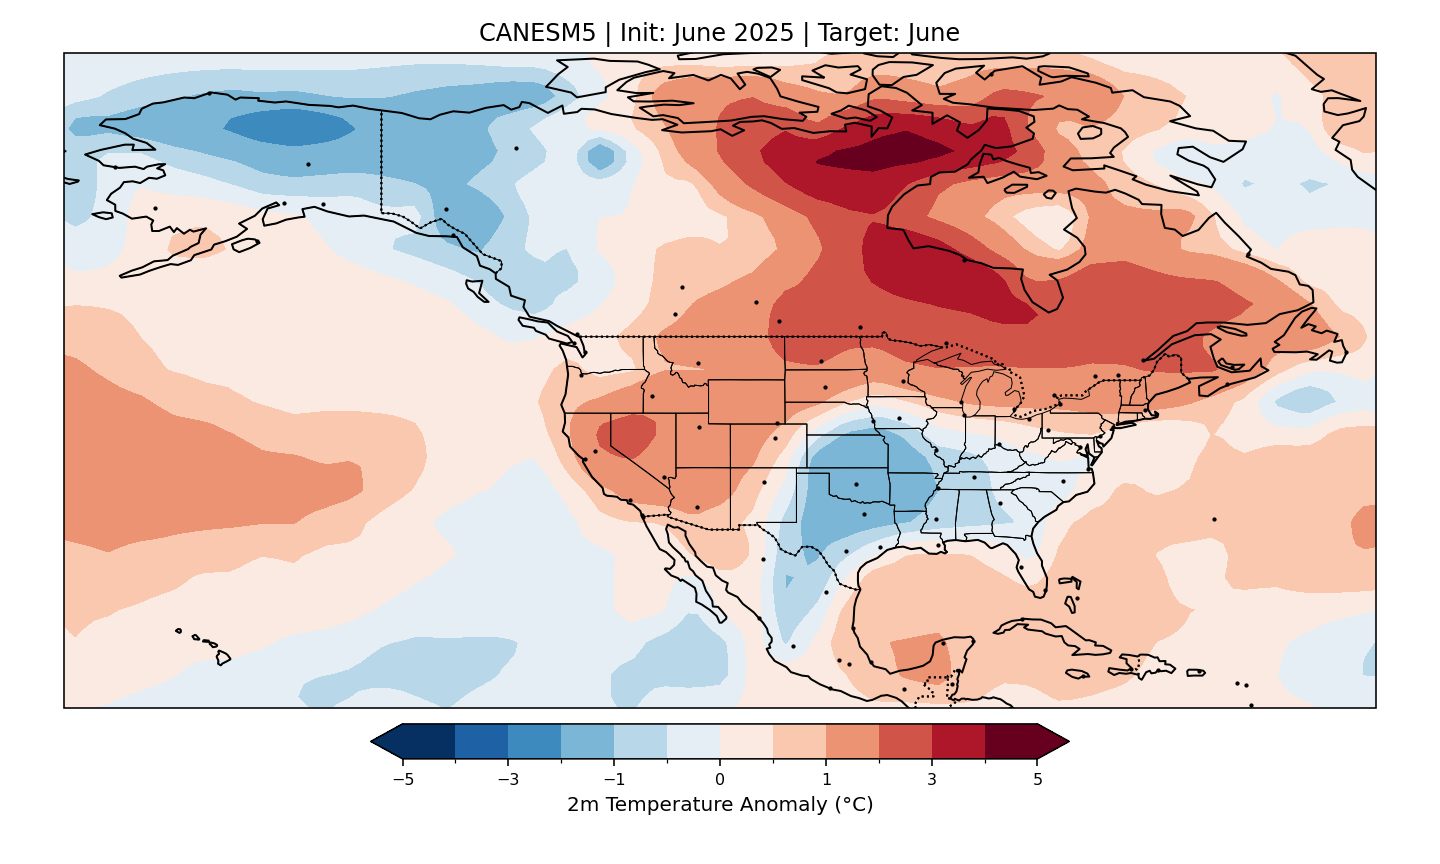 CANESM5 | Init: June 2025 | Target: June
−5 −3 −1 0 1 3 5
2m Temperature Anomaly (°C)